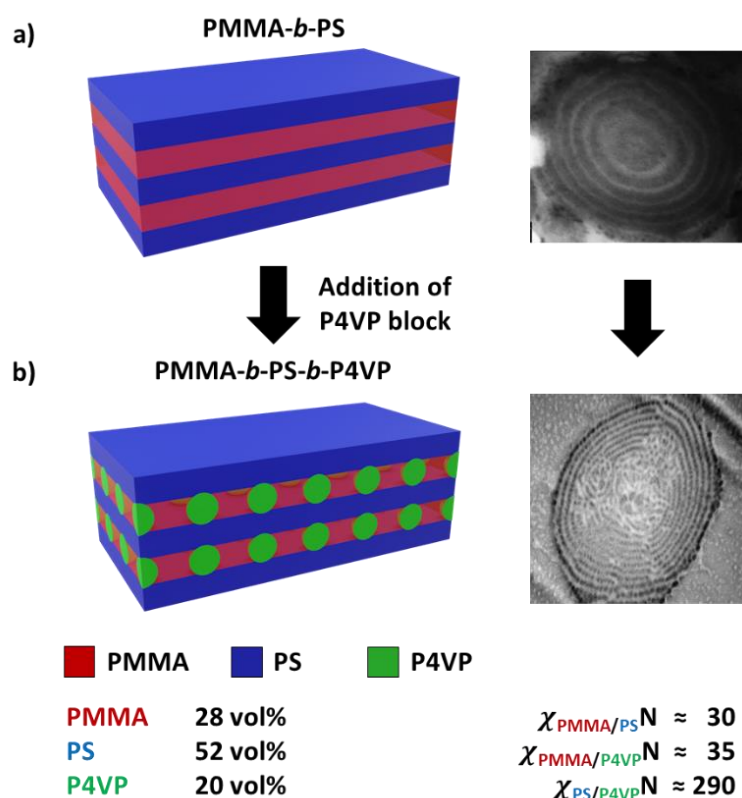 a)
PMMA-b-PS
Addition of
P4VP block
b)
PMMA-b-PS-b-P4VP
PMMA PS P4VP
PMMA 28 vol%
PS 52 vol%
P4VP 20 vol%
χPMMA/PSN ≈ 30
χPMMA/P4VPN ≈ 35
χPS/P4VPN ≈ 290